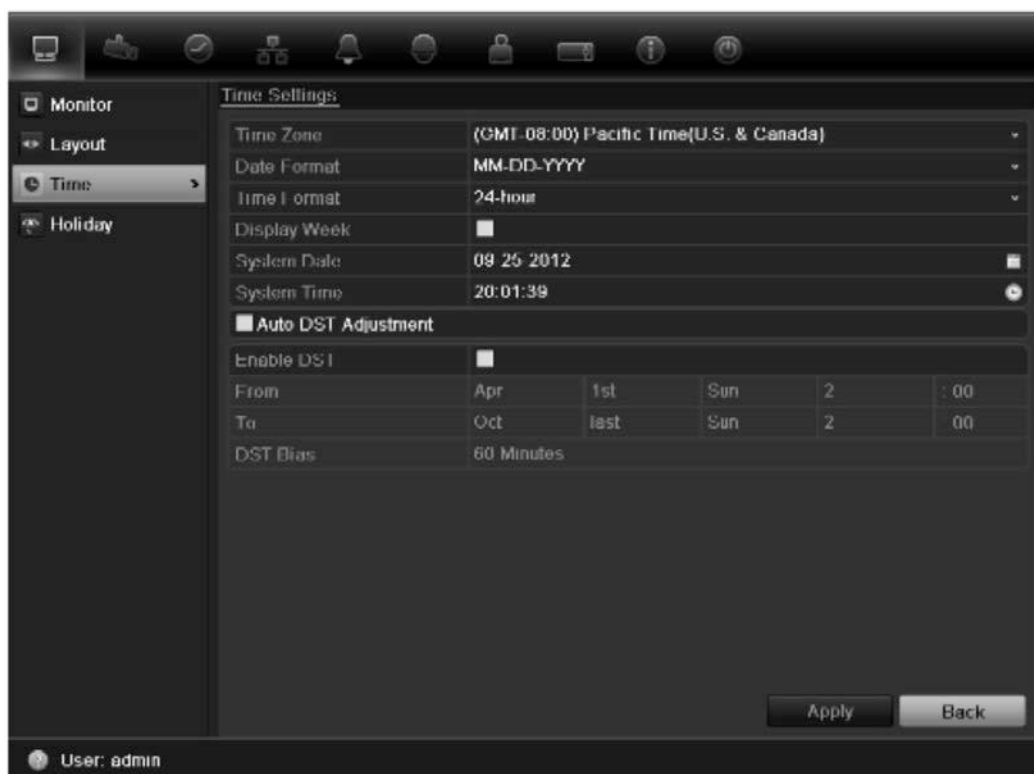 Monitor
Layout
Time
Holiday
Time Settings
Time Zone (GMT-08:00) Pacific Time(U.S. & Canada)
Date Format MM-DD-YYYY
Time Format 24-hour
Display Week
System Date 09-25-2012
System Time 20:01:39
Auto DST Adjustment
Enable DST
From Apr 1st Sun 2 : 00
To Oct last Sun 2 00
DST Bias 60 Minutes
Apply Back
User: admin